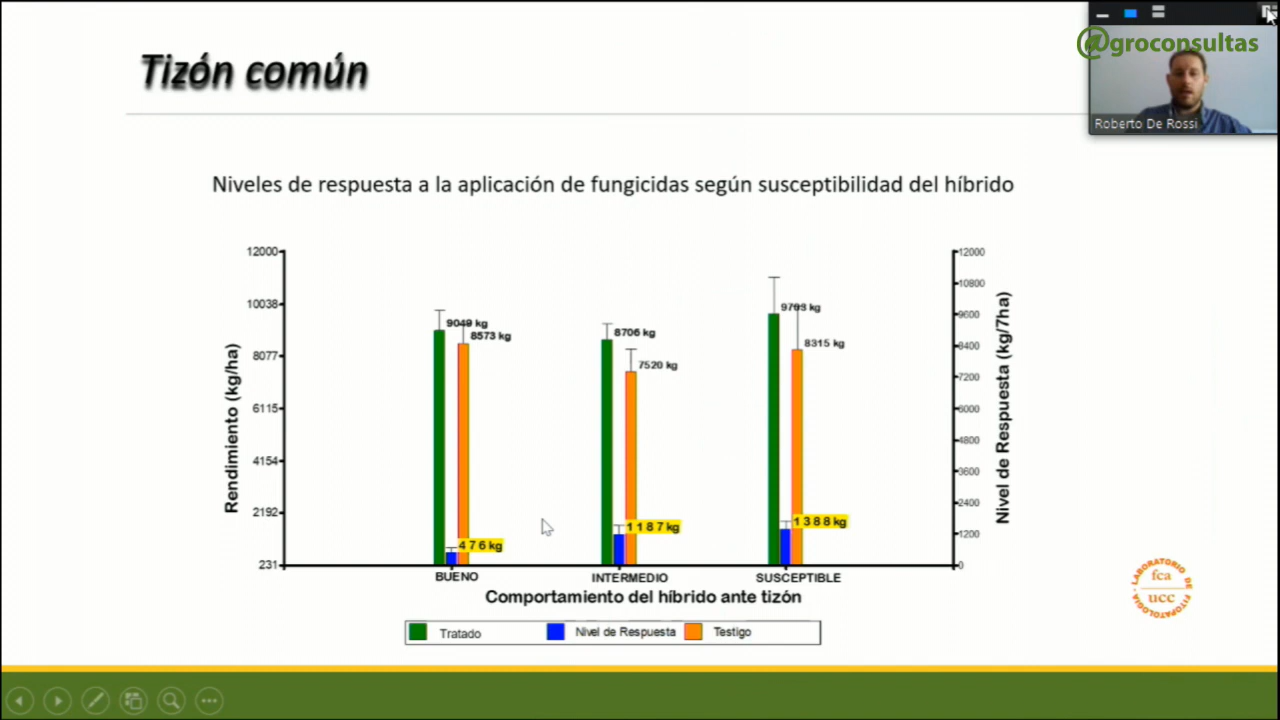 Tizón común
@groconsultas
Roberto De Rossi
Niveles de respuesta a la aplicación de fungicidas según susceptibilidad del híbrido
Rendimiento (kg/ha)
12000
10038
8077
6115
4154
2192
231
9049 kg
8573 kg
476 kg
8706 kg
7520 kg
1187 kg
8315 kg
1388 kg
12000
10800
9600
8400
7200
6000
4800
3600
2400
1200
0
Nivel de Respuesta (kg/7ha)
BUENO
INTERMEDIO
SUSCEPTIBLE
Comportamiento del híbrido ante tizón
Tratado
Nivel de Respuesta
Testigo
LABORATORIO DE FITOPATOLOGIA
fca
ucc